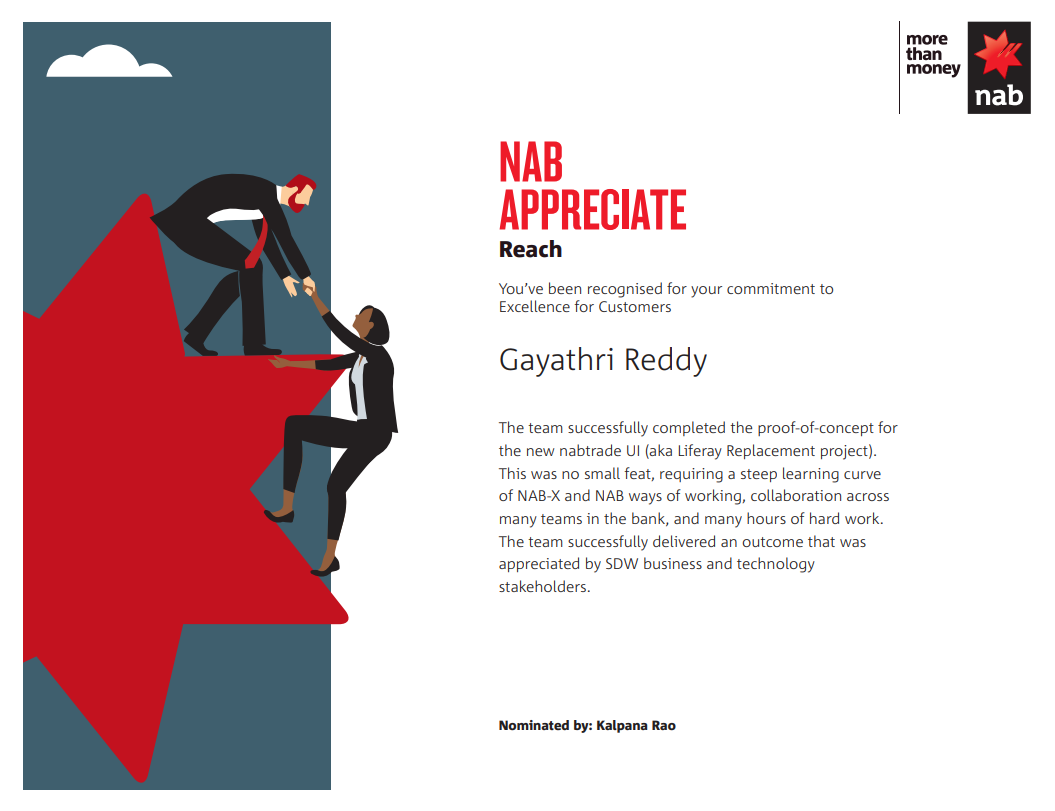 more
than
money
nab
NAB
APPRECIATE
Reach
You've been recognised for your commitment to
Excellence for Customers
Gayathri Reddy
The team successfully completed the proof-of-concept for
the new nabtrade UI (aka Liferay Replacement project).
This was no small feat, requiring a steep learning curve
of NAB-X and NAB ways of working, collaboration across
many teams in the bank, and many hours of hard work.
The team successfully delivered an outcome that was
appreciated by SDW business and technology
stakeholders.
Nominated by: Kalpana Rao